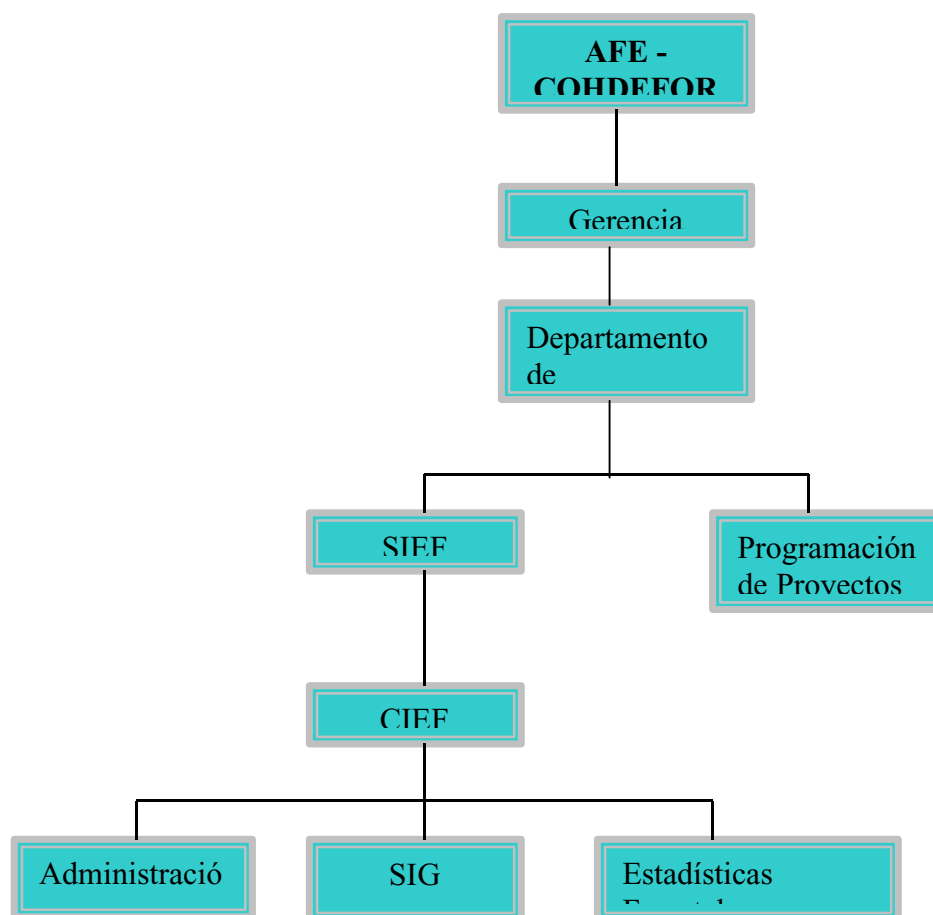 AFE -
COHDEFOR
Gerencia
Departamento
de
SIEF
Programación
de Proyectos
CIEF
Administració
SIG
Estadísticas